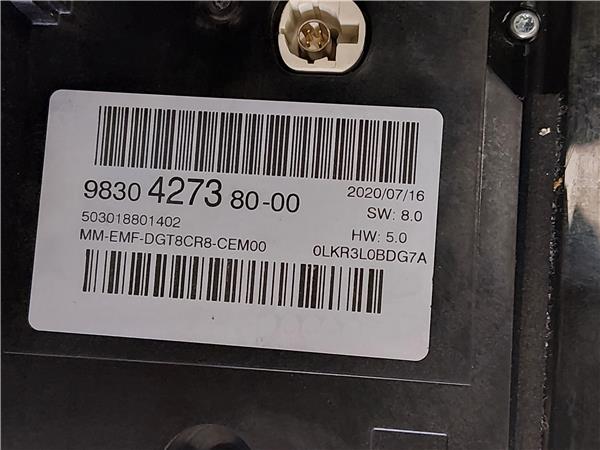 9830 4273 80-00
2020/07/16
503018801402
SW: 8.0
MM-EMF-DGT8CR8-CEM00
HW: 5.0
0LKR3L0BDG7A